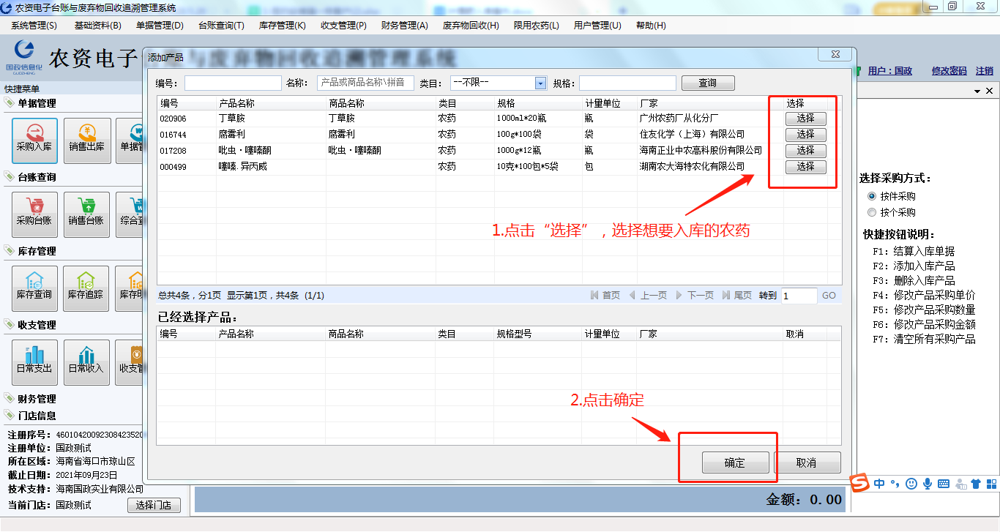 农资电子台账与废弃物回收追溯管理系统
系统管理(S) 基础资料(B) 单据管理(D) 台账查询(T) 库存管理(K) 收支管理(P) 财务管理(A) 废弃物回收(H) 限用农药(L) 用户管理(U) 帮助(H)
国政信息化
GUOZHENG
农资电子台账与废弃物回收追溯管理系统
用户：国政 修改密码 注销
快捷菜单
单据管理
采购入库 销售出库 单据管
台账查询
采购台账 销售台账 综合查
库存管理
库存查询 库存追踪 库存明
收支管理
日常支出 日常收入 收支管
财务管理
门店信息
注册序号：46010420092308423520
注册单位：国政测试
所在区域：海南省海口市琼山区
截止日期：2021年09月23日
技术支持：海南国政实业有限公司
当前门店：国政测试 选择门店
添加产品
编号： 名称： 产品或商品名称\拼音 类目： --不限-- 规格： 查询
编号 产品名称 商品名称 类目 规格 计量单位 厂家 选择
020906 丁草胺 丁草胺 农药 1000ml*20瓶 瓶 广州农药厂从化分厂 选择
016744 腐霉利 腐霉利 农药 100g*100袋 袋 住友化学（上海）有限公司 选择
017208 吡虫·噻嗪酮 吡虫·噻嗪酮 农药 1000g*12瓶 瓶 海南正业中农高科股份有限公司 选择
000499 噻嗪.异丙威 农药 10克*100包*5袋 包 湖南农大海特农化有限公司 选择
1.点击“选择”，选择想要入库的农药
总共4条，分1页 显示第1页，共4条 (1/1) 首页 上一页 下一页 尾页 转到 1 GO
已经选择产品：
编号 产品名称 商品名称 类目 规格型号 计量单位 厂家 取消
2.点击确定
确定 取消
选择采购方式：
按件采购
按个采购
快捷按钮说明：
F1：结算入库单据
F2：添加入库产品
F3：删除入库产品
F4：修改产品采购单价
F5：修改产品采购数量
F6：修改产品采购金额
F7：清空所有采购产品
S 中
金额：0.00